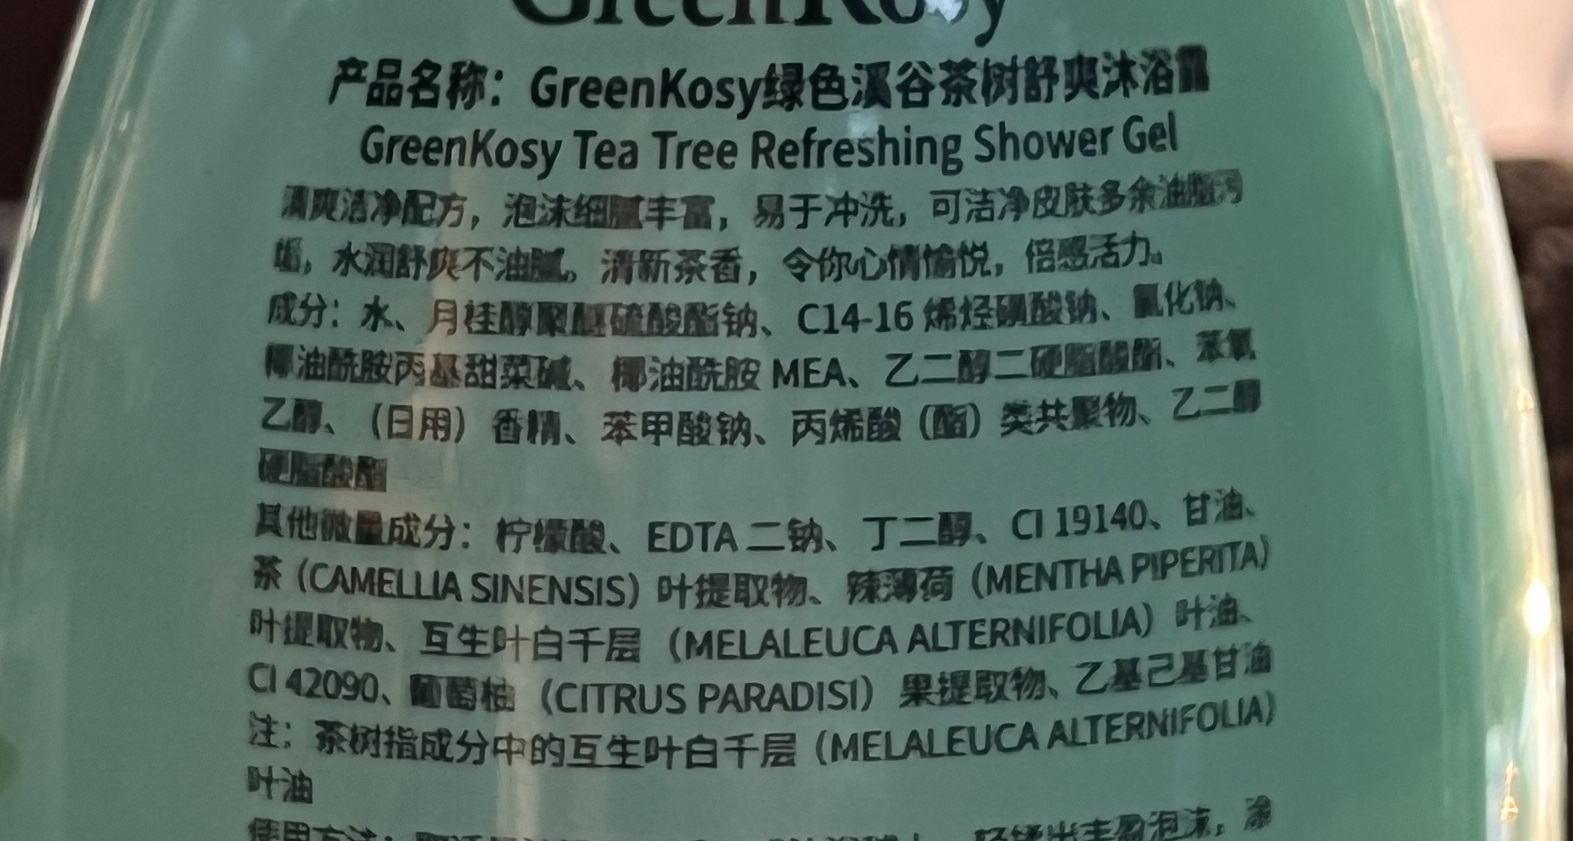 GreenKosy
产品名称：GreenKosy绿色溪谷茶树舒爽沐浴露
GreenKosy Tea Tree Refreshing Shower Gel
清爽洁净配方，泡沫细腻丰富，易于冲洗，可洁净皮肤多余油脂污
垢，水润舒爽不油腻。清新茶香，令你心情愉悦，倍感活力。
成分：水、月桂醇聚醚硫酸酯钠、C14-16 烯烃磺酸钠、氯化钠、
椰油酰胺丙基甜菜碱、椰油酰胺 MEA、乙二醇二硬脂酸酯、苯氧
乙醇、（日用）香精、苯甲酸钠、丙烯酸（酯）类共聚物、乙二醇
硬脂酸酯
其他微量成分：柠檬酸、EDTA 二钠、丁二醇、CI 19140、甘油、
茶（CAMELLIA SINENSIS）叶提取物、辣薄荷（MENTHA PIPERITA）
叶提取物、互生叶白千层（MELALEUCA ALTERNIFOLIA）叶油、
CI 42090、葡萄柚（CITRUS PARADISI）果提取物、乙基己基甘油
注：茶树指成分中的互生叶白千层（MELALEUCA ALTERNIFOLIA）
叶油
使用方法：